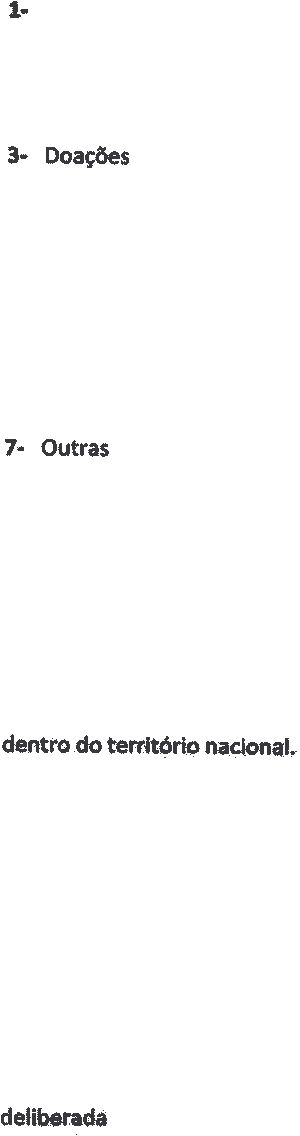 1-
3- Doações
7- Outras
dentro do território nacional.
deliberada